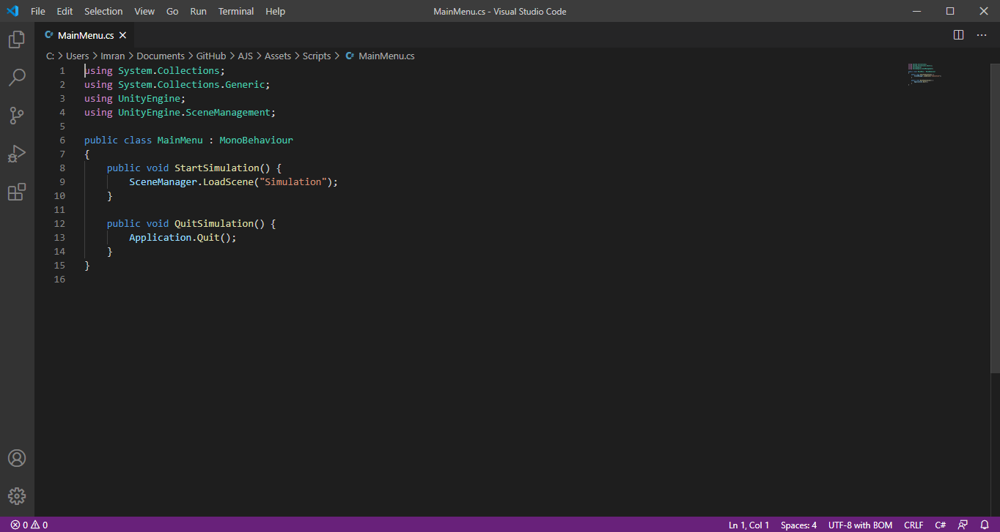 File Edit Selection View Go Run Terminal Help MainMenu.cs - Visual Studio Code
C# MainMenu.cs
C: > Users > Imran > Documents > GitHub > AJS > Assets > Scripts > C# MainMenu.cs
1 using System.Collections;
2 using System.Collections.Generic;
3 using UnityEngine;
4 using UnityEngine.SceneManagement;
5
6 public class MainMenu : MonoBehaviour
7 {
8     public void StartSimulation() {
9         SceneManager.LoadScene("Simulation");
10     }
11
12     public void QuitSimulation() {
13         Application.Quit();
14     }
15 }
16
0 0 Ln 1, Col 1 Spaces: 4 UTF-8 with BOM CRLF C#